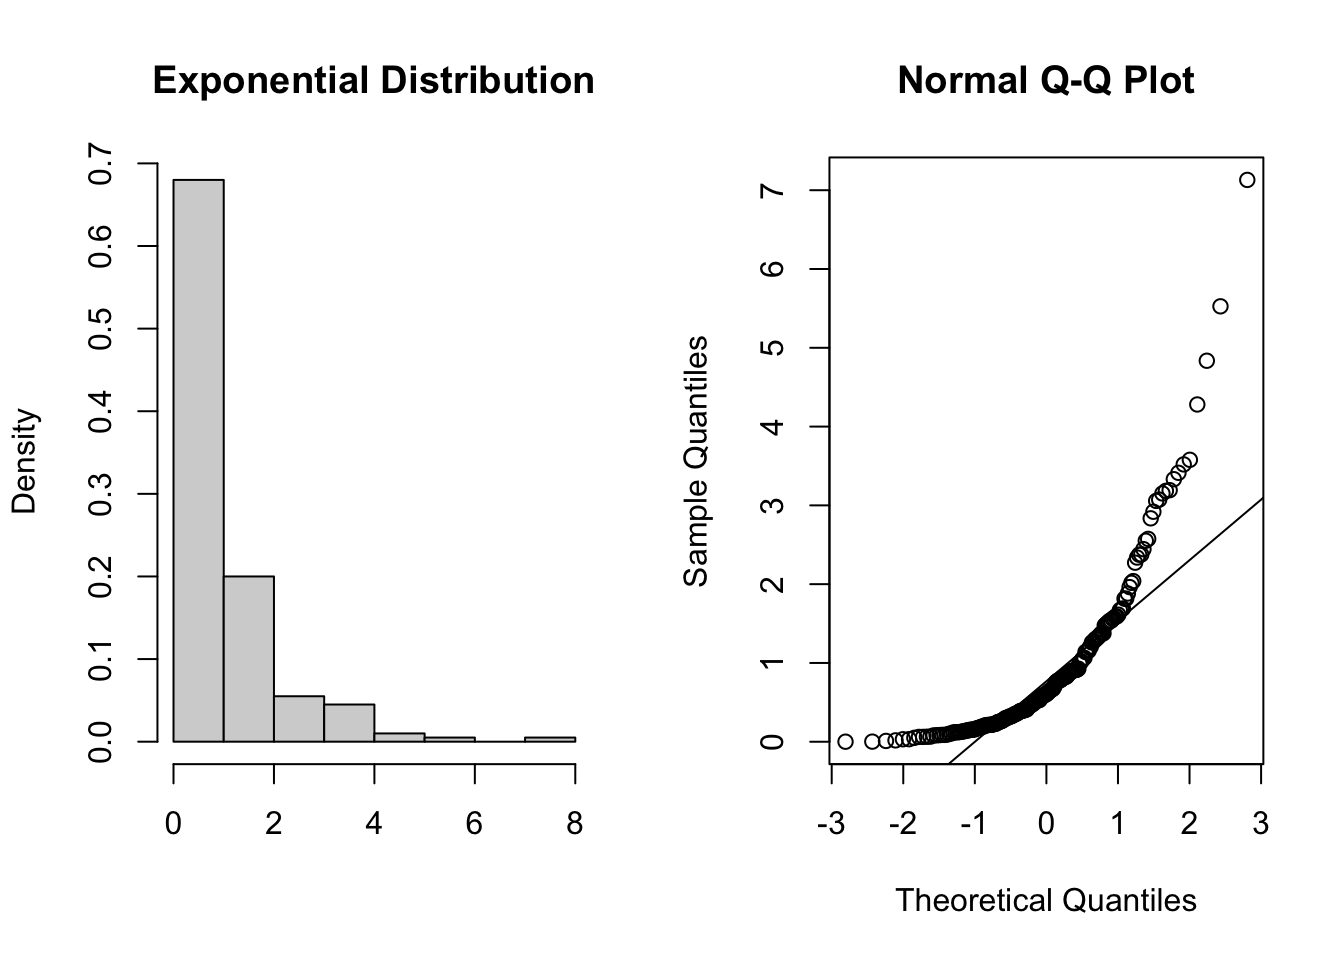 Exponential Distribution
Density
0.0 0.1 0.2 0.3 0.4 0.5 0.6 0.7
0 2 4 6 8
Normal Q-Q Plot
Sample Quantiles
0 1 2 3 4 5 6 7
-3 -2 -1 0 1 2 3
Theoretical Quantiles